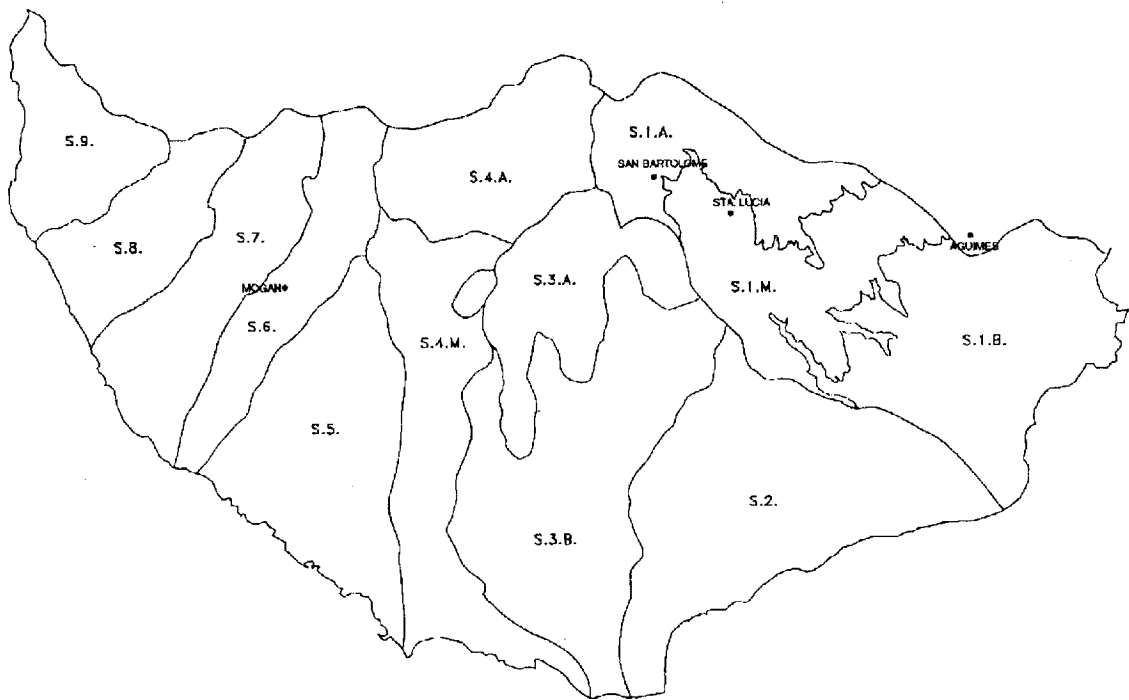 S.1.A.
S.9.
SAN BARTOLOME
S.4.A.
STA. LUCIA
S.7.
S.8.
AGUIMES
S.3.A.
MOGAN
S.1.M.
S.6.
S.4.M.
S.1.B.
S.5.
S.2.
S.3.B.